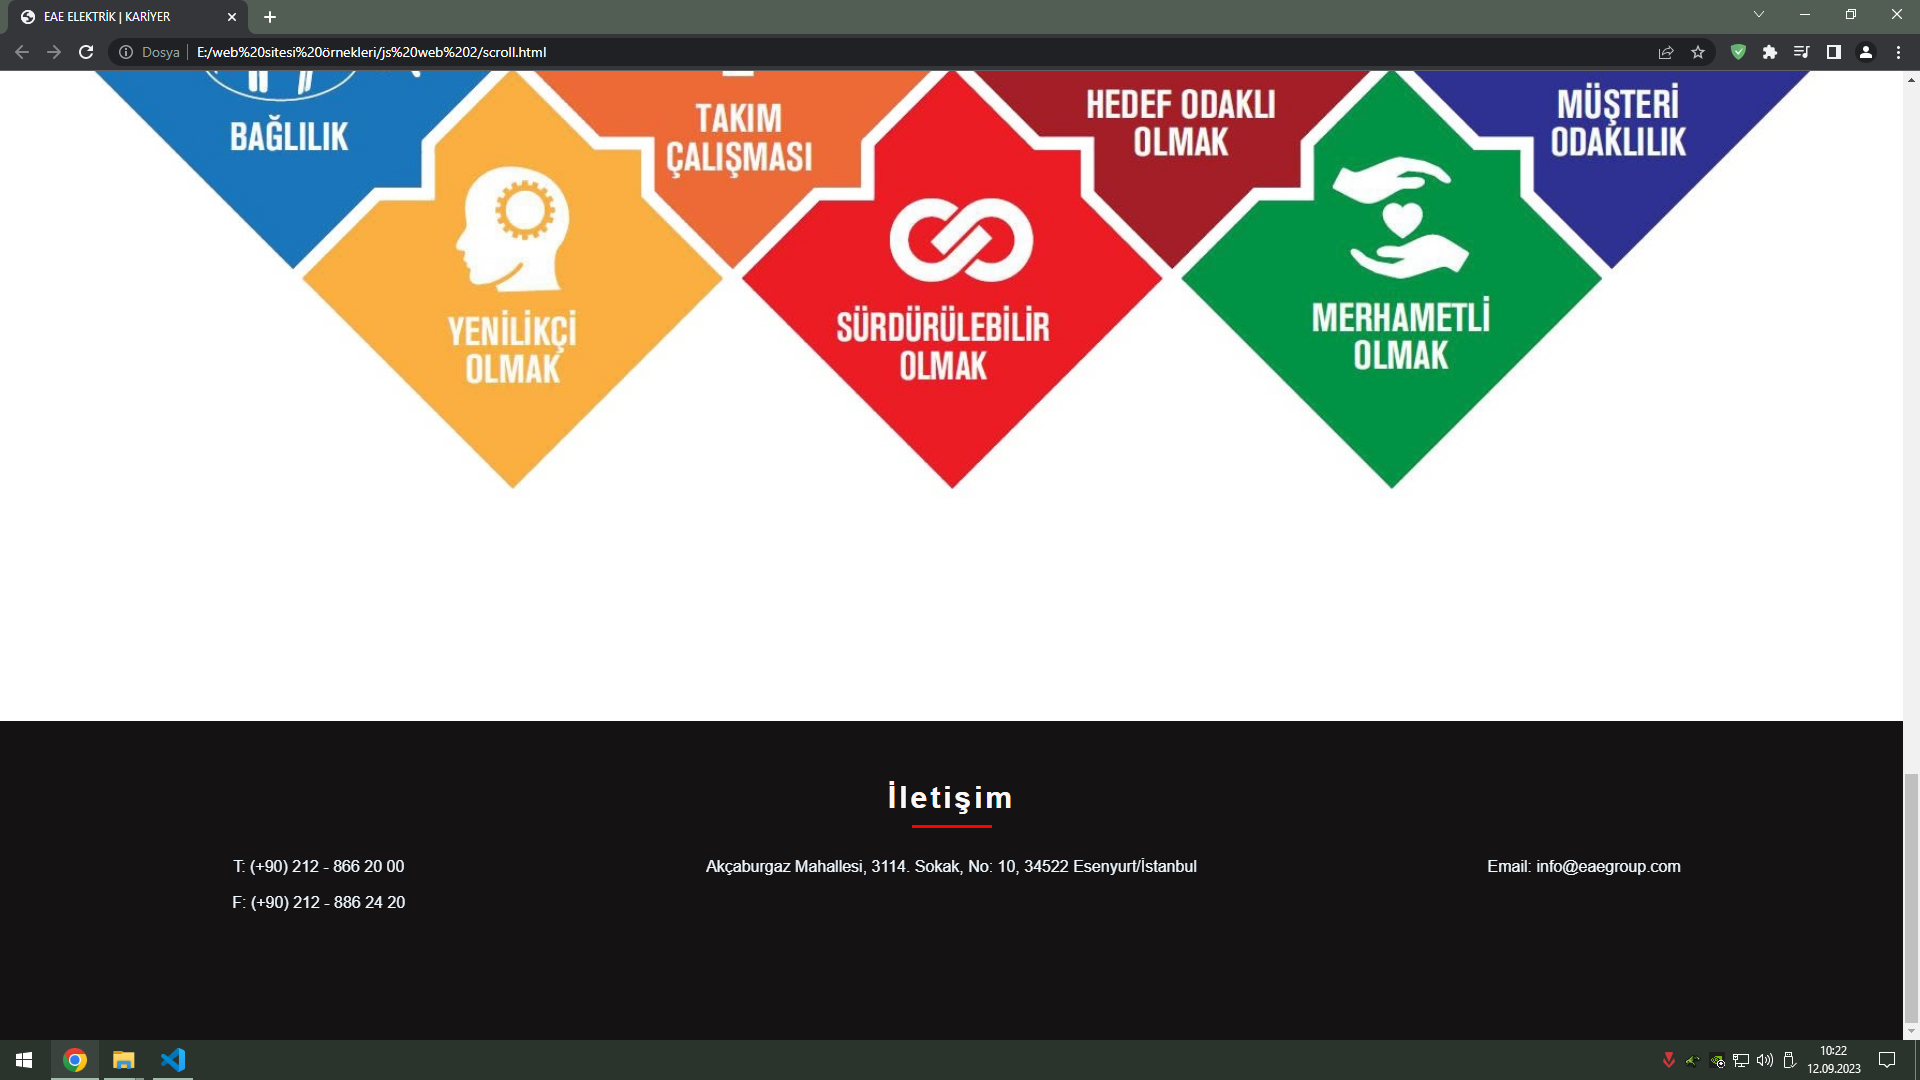 EAE ELEKTRİK | KARİYER
Dosya
E:/web%20sitesi%20örnekleri/js%20web%202/scroll.html
BAĞLILIK
TAKIM
ÇALIŞMASI
HEDEF ODAKLI
OLMAK
MÜŞTERİ
ODAKLILIK
YENİLİKÇİ
OLMAK
SÜRDÜRÜLEBİLİR
OLMAK
MERHAMETLİ
OLMAK
İletişim
T: (+90) 212 - 866 20 00
F: (+90) 212 - 886 24 20
Akçaburgaz Mahallesi, 3114. Sokak, No: 10, 34522 Esenyurt/İstanbul
Email: info@eaegroup.com
10:22
12.09.2023